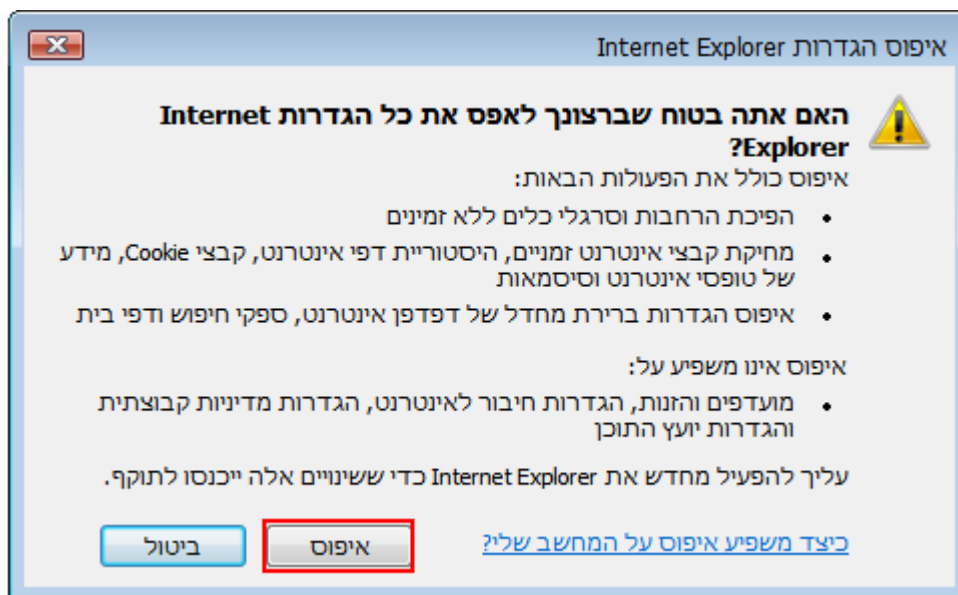 איפוס הגדרות Internet Explorer
האם אתה בטוח שברצונך לאפס את כל הגדרות Internet
Explorer?
איפוס כולל את הפעולות הבאות:
• הפיכת הרחבות וסרגלי כלים ללא זמינים
• מחיקת קבצי אינטרנט זמניים, היסטוריית דפי אינטרנט, קבצי Cookie, מידע
של טופסי אינטרנט וסיסמאות
• איפוס הגדרות ברירת מחדל של דפדפן אינטרנט, ספקי חיפוש ודפי בית
איפוס אינו משפיע על:
• מועדפים והזנות, הגדרות חיבור לאינטרנט, הגדרות מדיניות קבוצתית
והגדרות יועץ התוכן
עליך להפעיל מחדש את Internet Explorer כדי ששינויים אלה ייכנסו לתוקף.
כיצד משפיע איפוס על המחשב שלי?
איפוס
ביטול